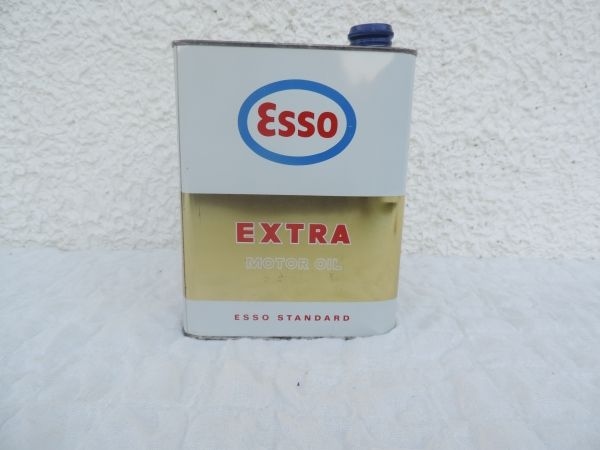 Esso
EXTRA
MOTOR OIL
ESSO STANDARD